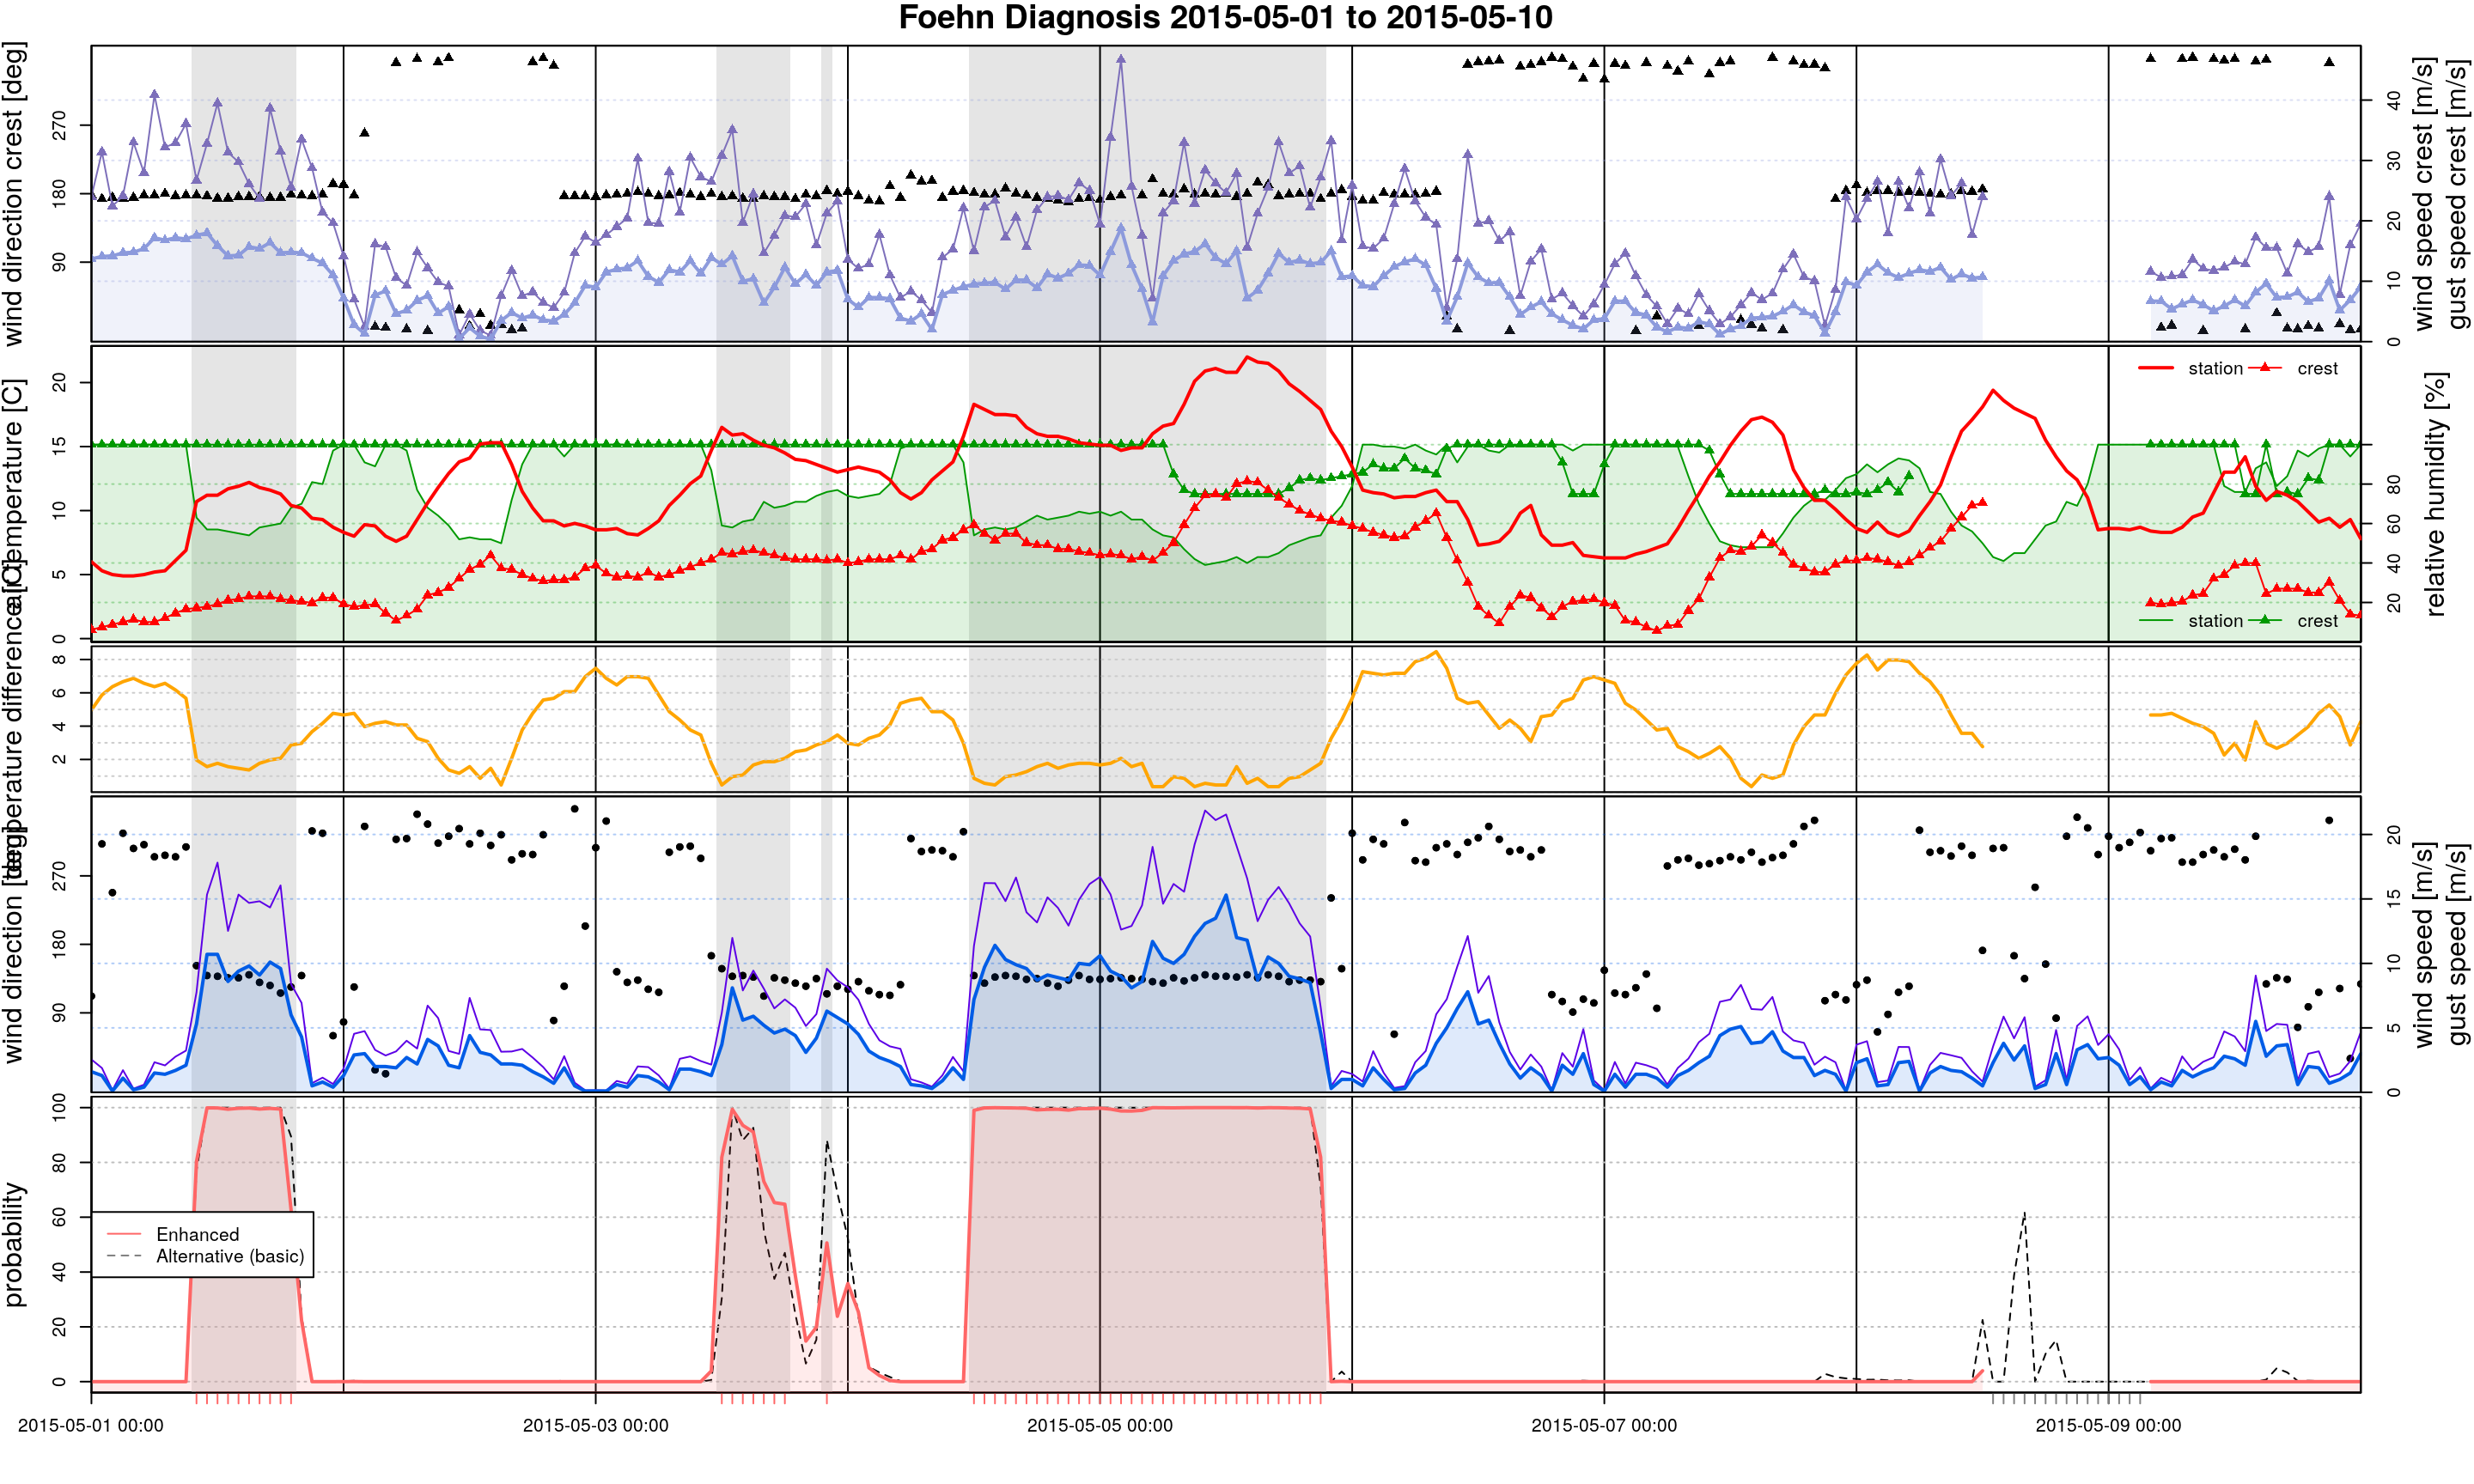 Foehn Diagnosis 2015-05-01 to 2015-05-10
wind direction crest [deg]
90
180
270
0
10
20
30
40
wind speed crest [m/s]
gust speed crest [m/s]
temperature [C]
0
5
10
15
20
station
crest
station
crest
20
40
60
80
relative humidity [%]
temperature difference [C]
2
4
6
8
wind direction [deg]
90
180
270
0
5
10
15
20
wind speed [m/s]
gust speed [m/s]
probability
0
20
40
60
80
100
Enhanced
Alternative (basic)
2015-05-01 00:00
2015-05-03 00:00
2015-05-05 00:00
2015-05-07 00:00
2015-05-09 00:00